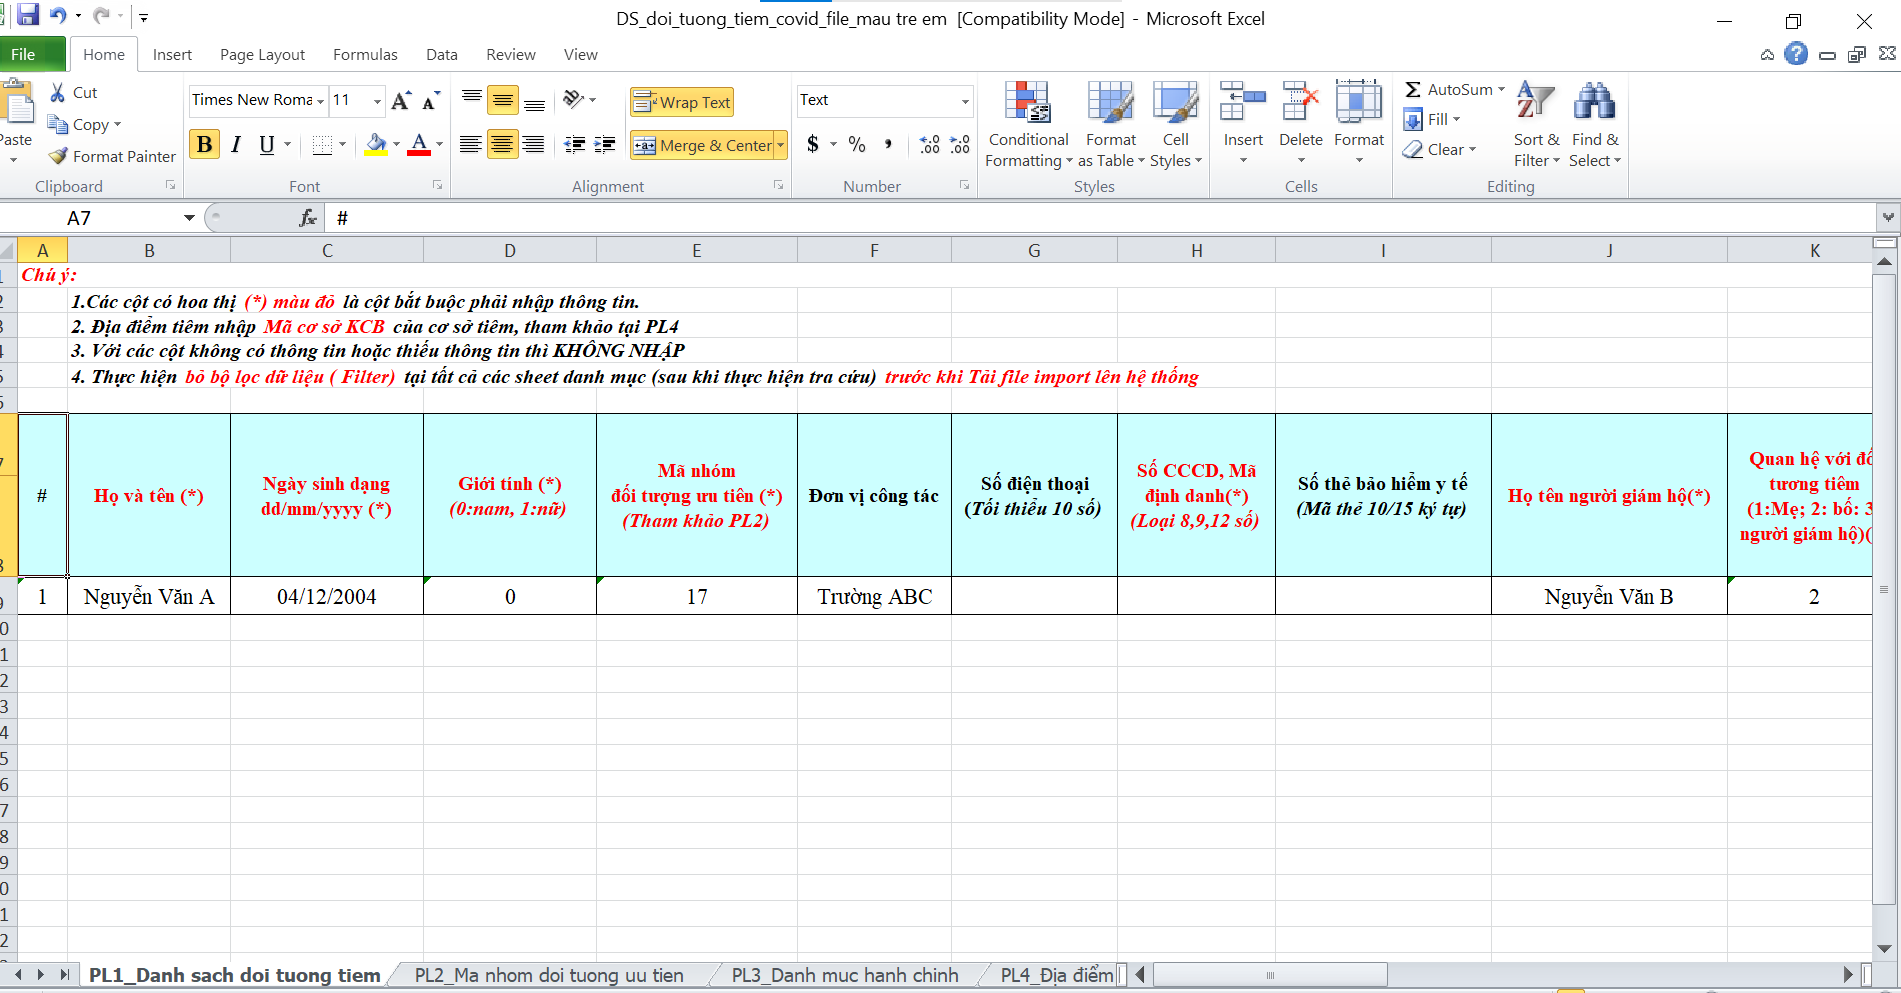 DS_doi_tuong_tiem_covid_file_mau tre em [Compatibility Mode] - Microsoft Excel
File Home Insert Page Layout Formulas Data Review View
Cut
Copy
Format Painter
Paste
Clipboard
Times New Roma 11
B I U
Font
Wrap Text
Merge & Center
Alignment
Text
$ % ,
Number
Conditional Formatting
Format as Table
Cell Styles
Styles
Insert Delete Format
Cells
AutoSum
Fill
Clear
Sort & Filter
Find & Select
Editing
A7 fx #
A B C D E F G H I J K
Chú ý:
1.Các cột có hoa thị (*) màu đỏ là cột bắt buộc phải nhập thông tin.
2. Địa điểm tiêm nhập Mã cơ sở KCB của cơ sở tiêm, tham khảo tại PL4
3. Với các cột không có thông tin hoặc thiếu thông tin thì KHÔNG NHẬP
4. Thực hiện bỏ bộ lọc dữ liệu ( Filter) tại tất cả các sheet danh mục (sau khi thực hiện tra cứu) trước khi Tải file import lên hệ thống
#
Họ và tên (*)
Ngày sinh dạng
dd/mm/yyyy (*)
Giới tính (*)
(0:nam, 1:nữ)
Mã nhóm
đối tượng ưu tiên (*)
(Tham khảo PL2)
Đơn vị công tác
Số điện thoại
(Tối thiểu 10 số)
Số CCCD, Mã
định danh(*)
(Loại 8,9,12 số)
Số thẻ bảo hiểm y tế
(Mã thẻ 10/15 ký tự)
Họ tên người giám hộ(*)
Quan hệ với
tương tiêm
(1:Mẹ; 2: bố: 3
người giám hộ)(
1 Nguyễn Văn A 04/12/2004 0 17 Trường ABC Nguyễn Văn B 2
PL1_Danh sach doi tuong tiem PL2_Ma nhom doi tuong uu tien PL3_Danh muc hanh chinh PL4_Địa điểm